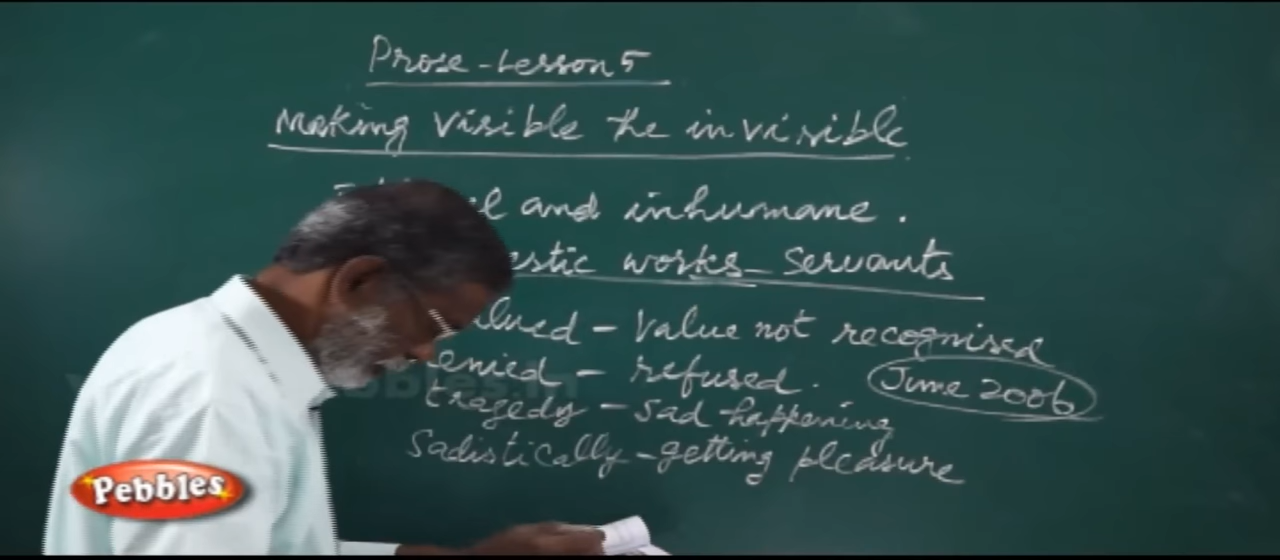 Prose - Lesson 5
Making visible the invisible
and inhumane.
works - Servants
- Value not recognised
- refused.
June 2006
tragedy - sad happening
Sadistically - getting pleasure
Pebbles